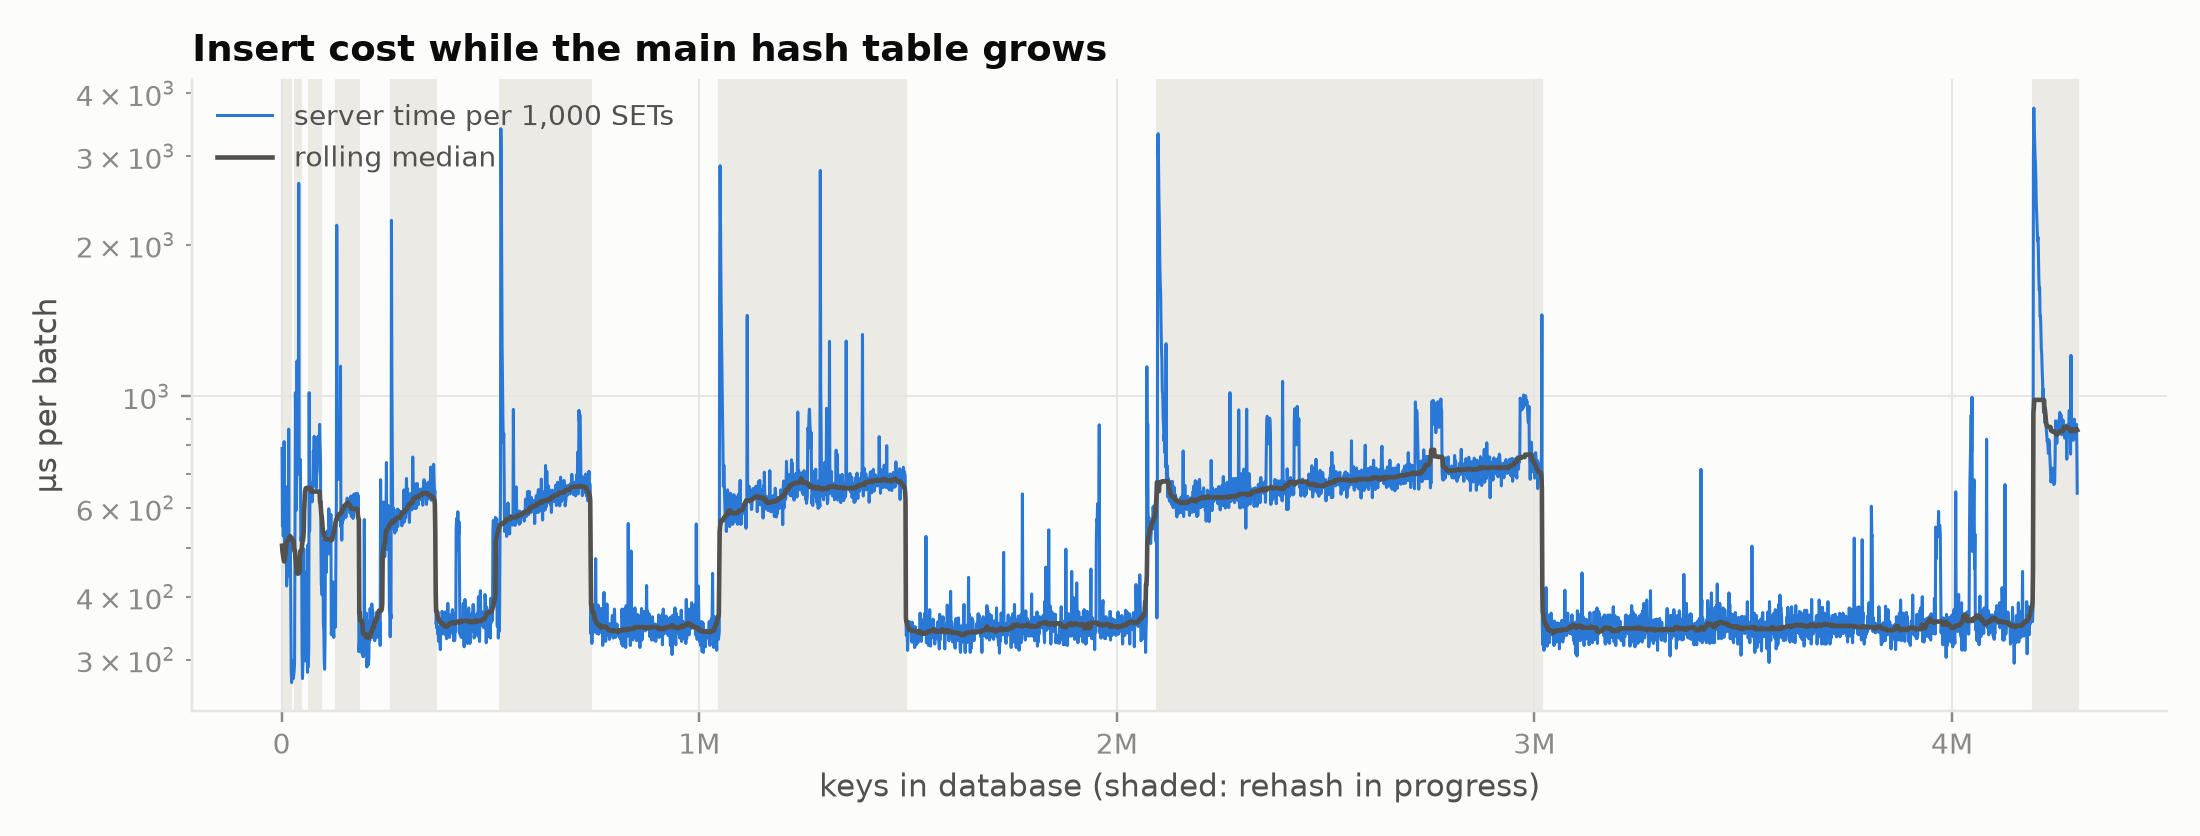 Insert cost while the main hash table grows
4 × 10³
3 × 10³
2 × 10³
10³
6 × 10²
4 × 10²
3 × 10²
µs per batch
server time per 1,000 SETs
rolling median
0
1M
2M
3M
4M
keys in database (shaded: rehash in progress)